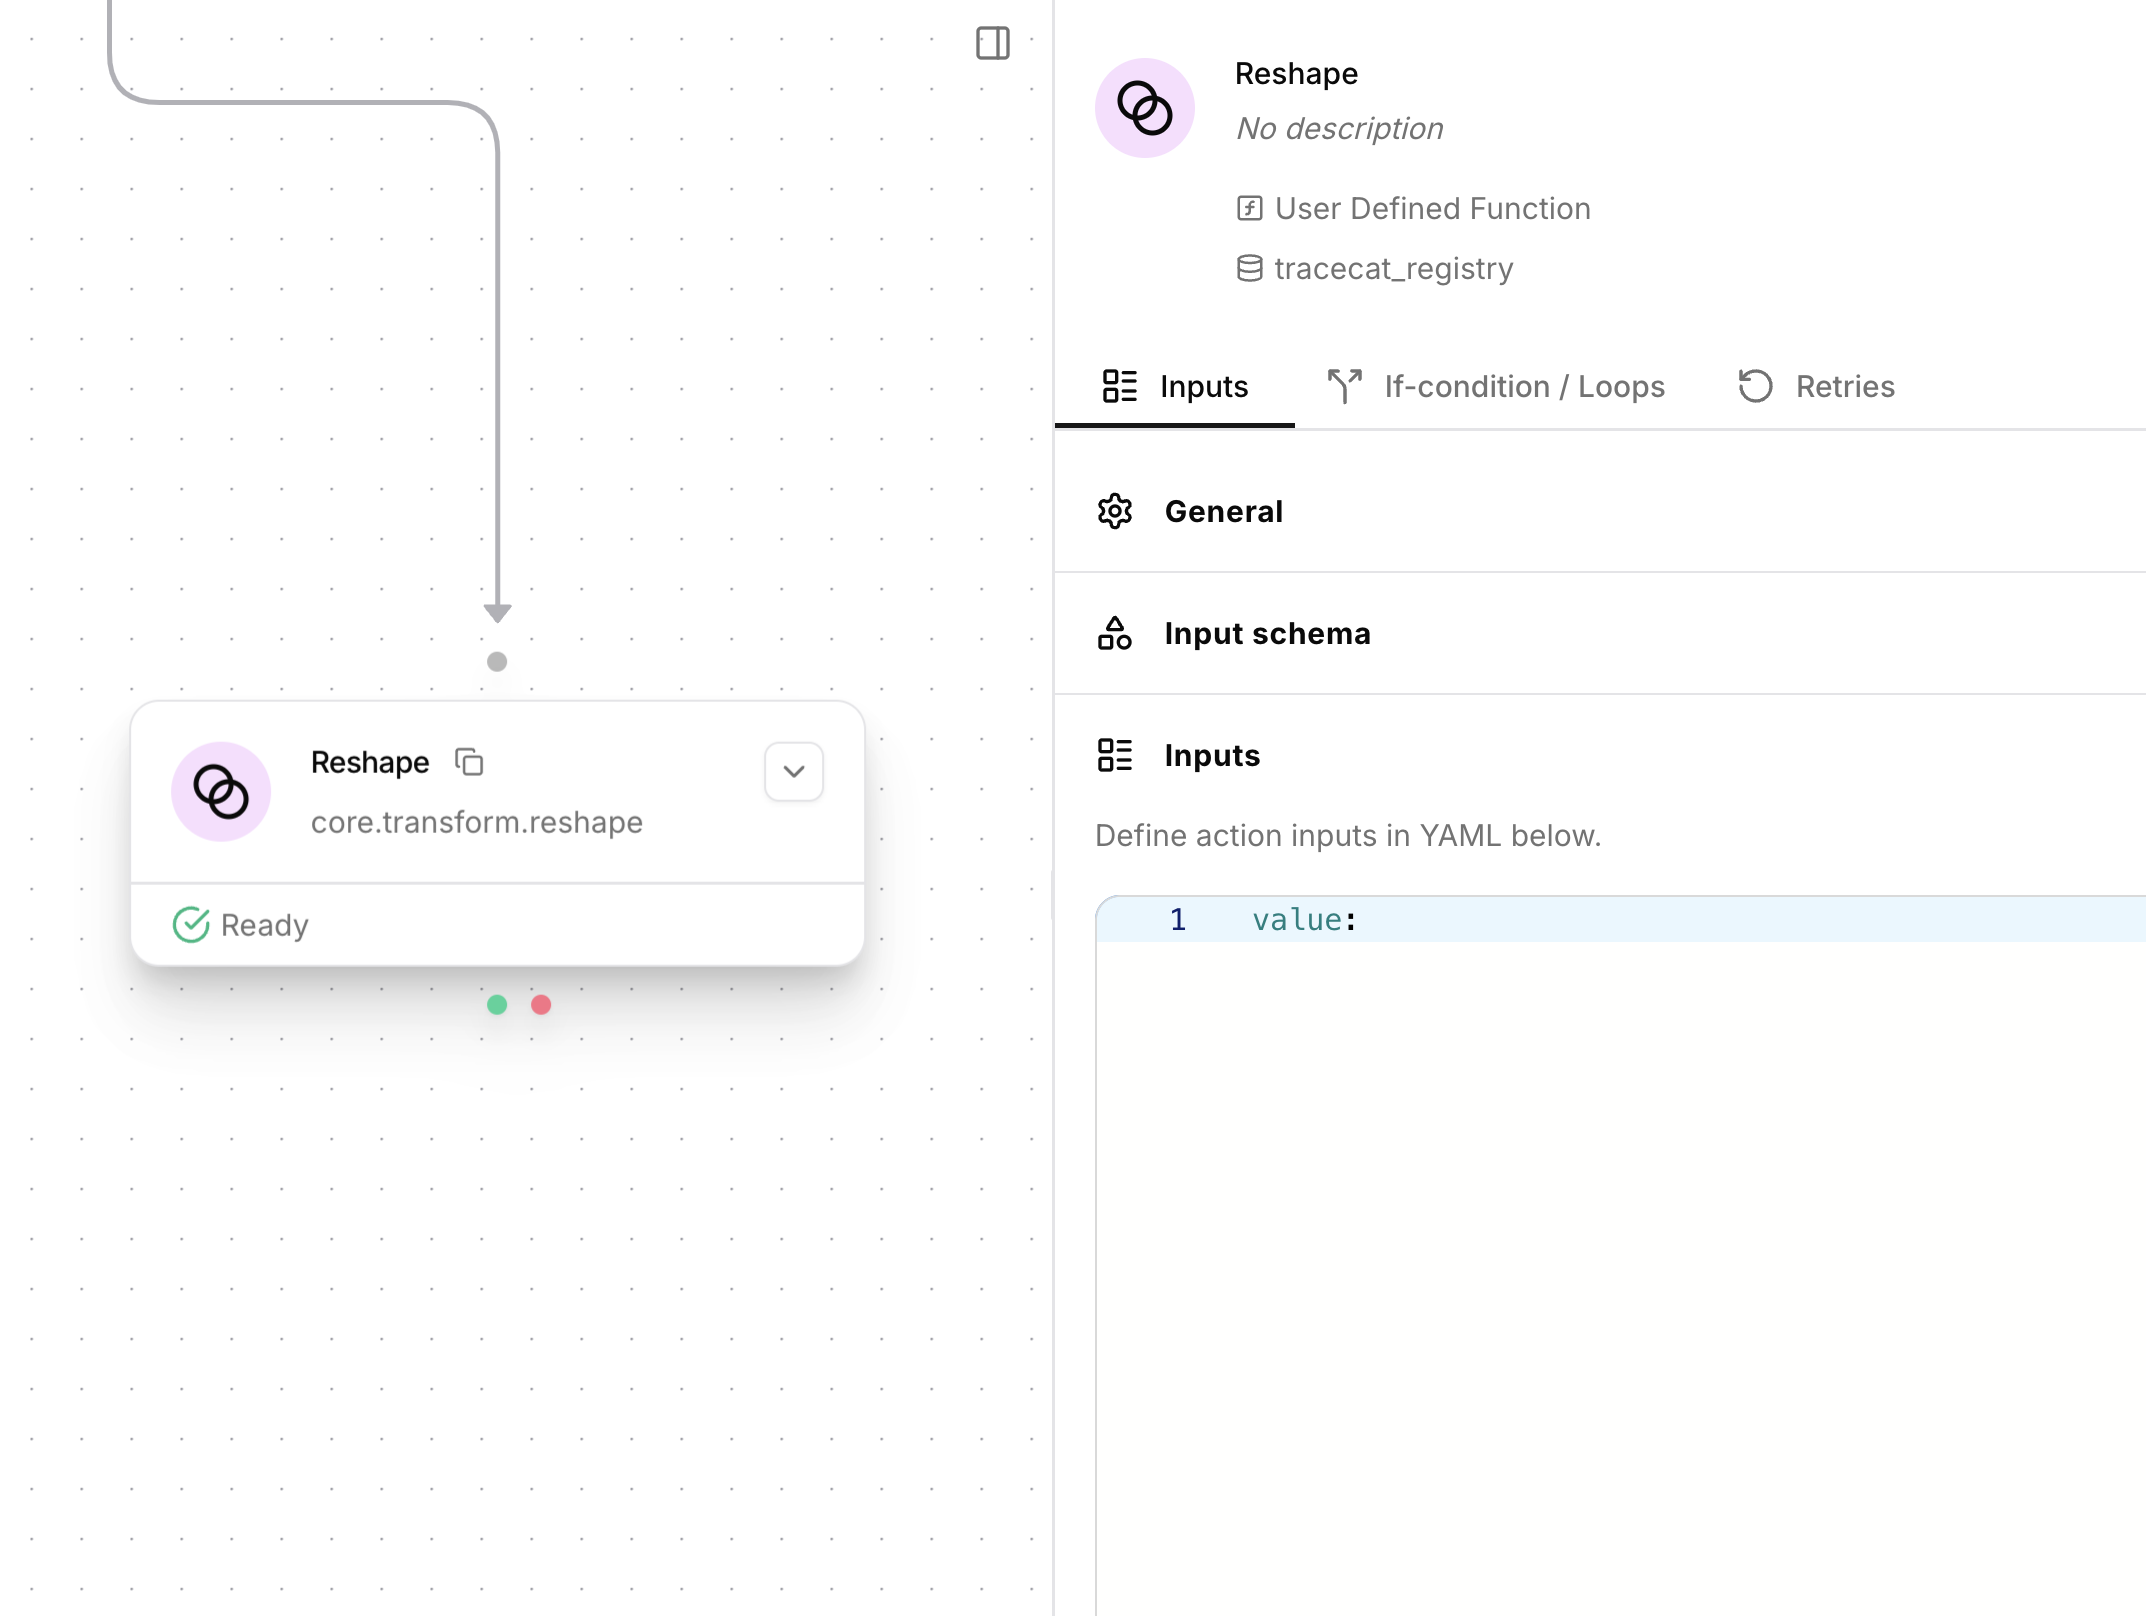 Reshape
No description
User Defined Function
tracecat_registry
Inputs
If-condition / Loops
Retries
General
Input schema
Inputs
Define action inputs in YAML below.
1 value:
Reshape
core.transform.reshape
Ready